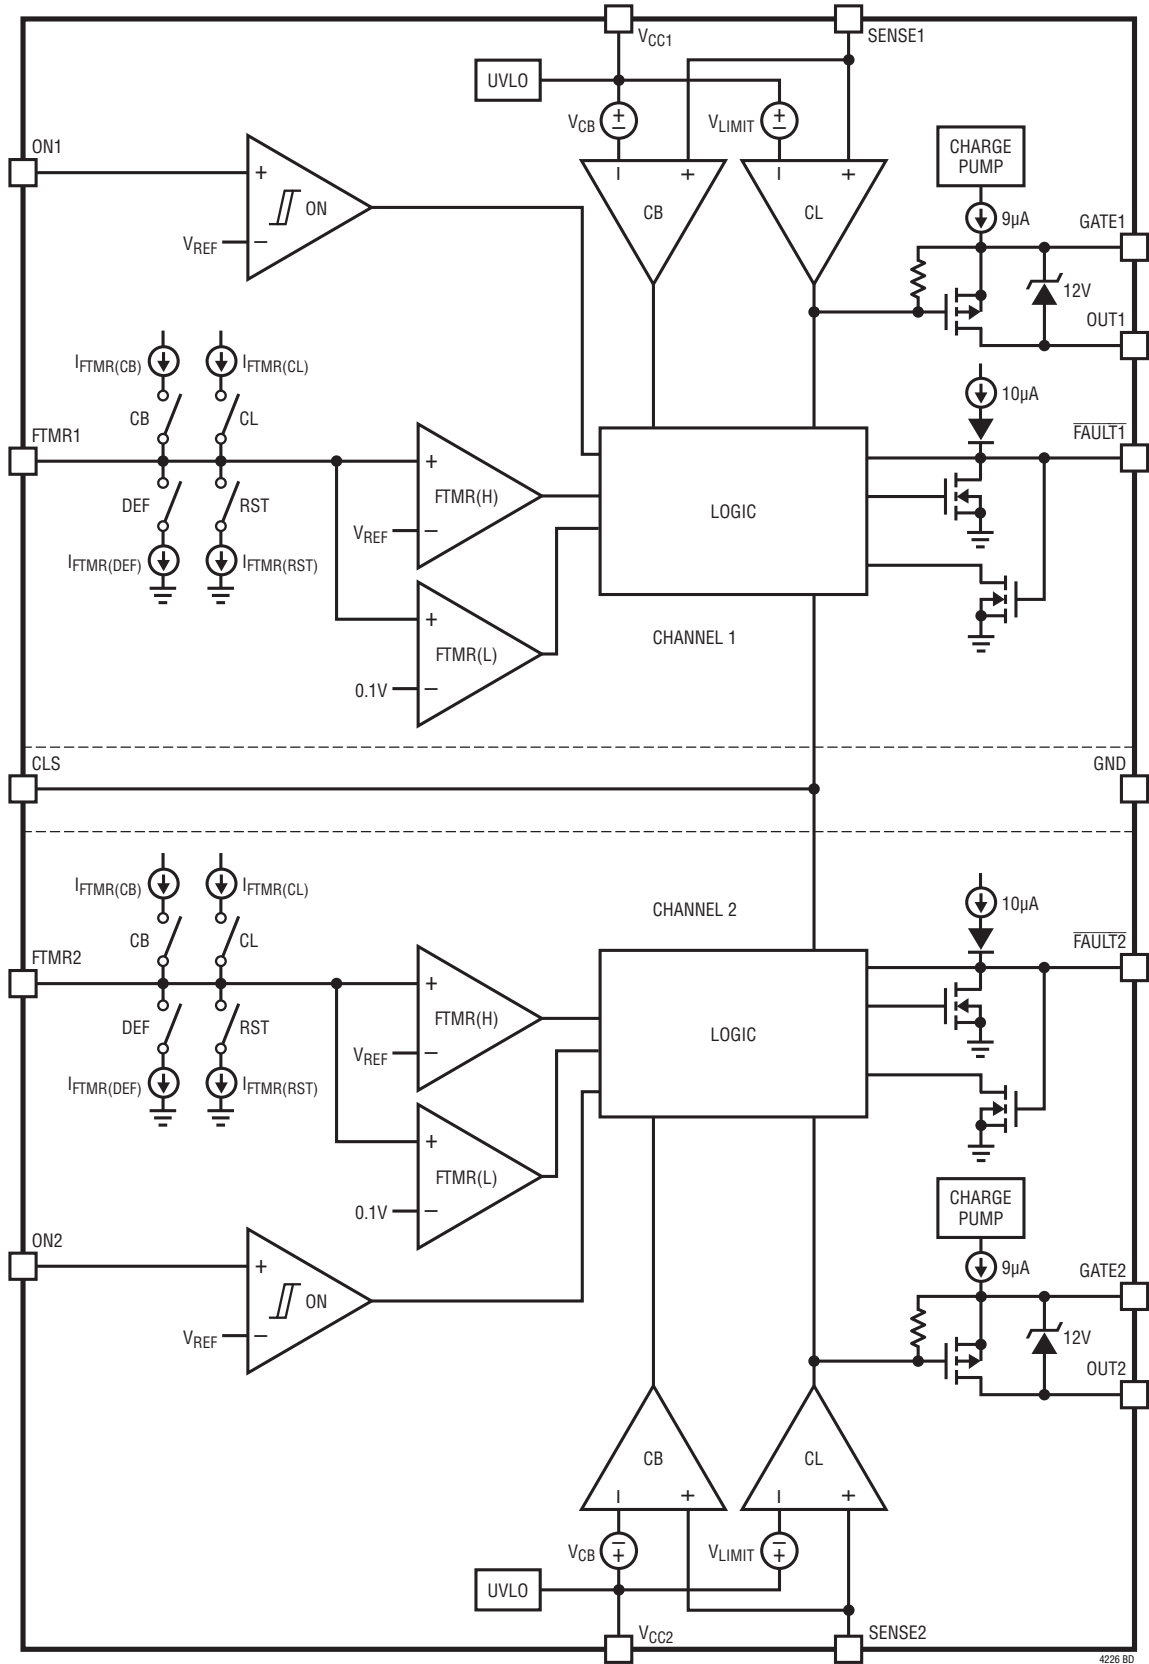 VCC1
SENSE1
UVLO
VCB
+
−
VLIMIT
+
−
ON1
+
ON
VREF
−
−
+
CB
−
+
CL
CHARGE
PUMP
9µA
GATE1
12V
OUT1
IFTMR(CB)
IFTMR(CL)
CB
CL
FTMR1
DEF
RST
IFTMR(DEF)
IFTMR(RST)
+
FTMR(H)
VREF
−
+
FTMR(L)
0.1V
−
LOGIC
CHANNEL 1
10µA
FAULT1
CLS
GND
IFTMR(CB)
IFTMR(CL)
CB
CL
FTMR2
DEF
RST
IFTMR(DEF)
IFTMR(RST)
+
FTMR(H)
VREF
−
+
FTMR(L)
0.1V
−
CHANNEL 2
LOGIC
10µA
FAULT2
CHARGE
PUMP
9µA
GATE2
12V
OUT2
ON2
+
ON
VREF
−
CB
−
+
CL
−
+
VCB
−
+
VLIMIT
−
+
UVLO
VCC2
SENSE2
4226 BD